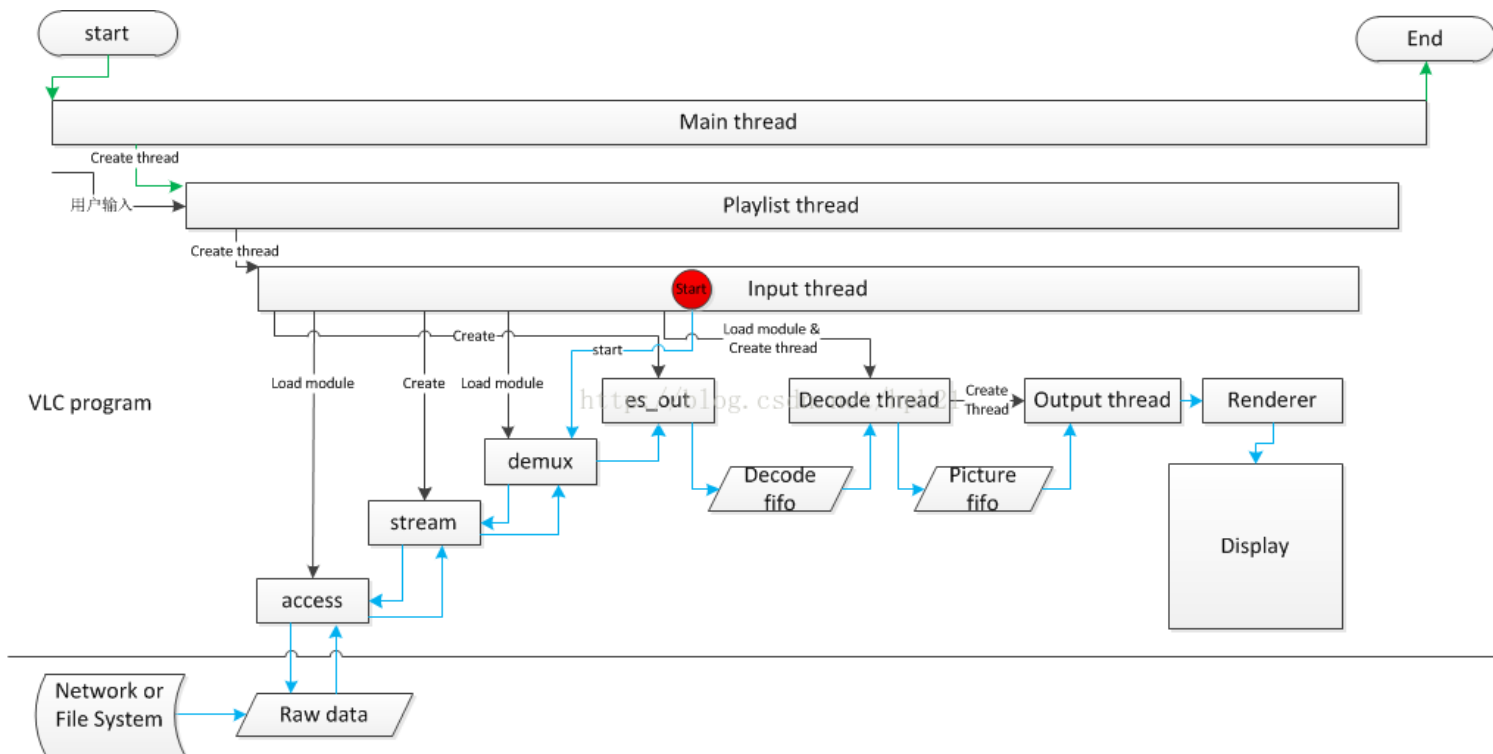 start
End
Main thread
Create thread
用户输入
Playlist thread
Create thread
Start
Input thread
Create
Load module &
Create thread
start
Load module
Create
Load module
VLC program
es_out
Decode thread
Create
Thread
Output thread
Renderer
demux
Decode
fifo
Picture
fifo
stream
Display
access
Network or
File System
Raw data